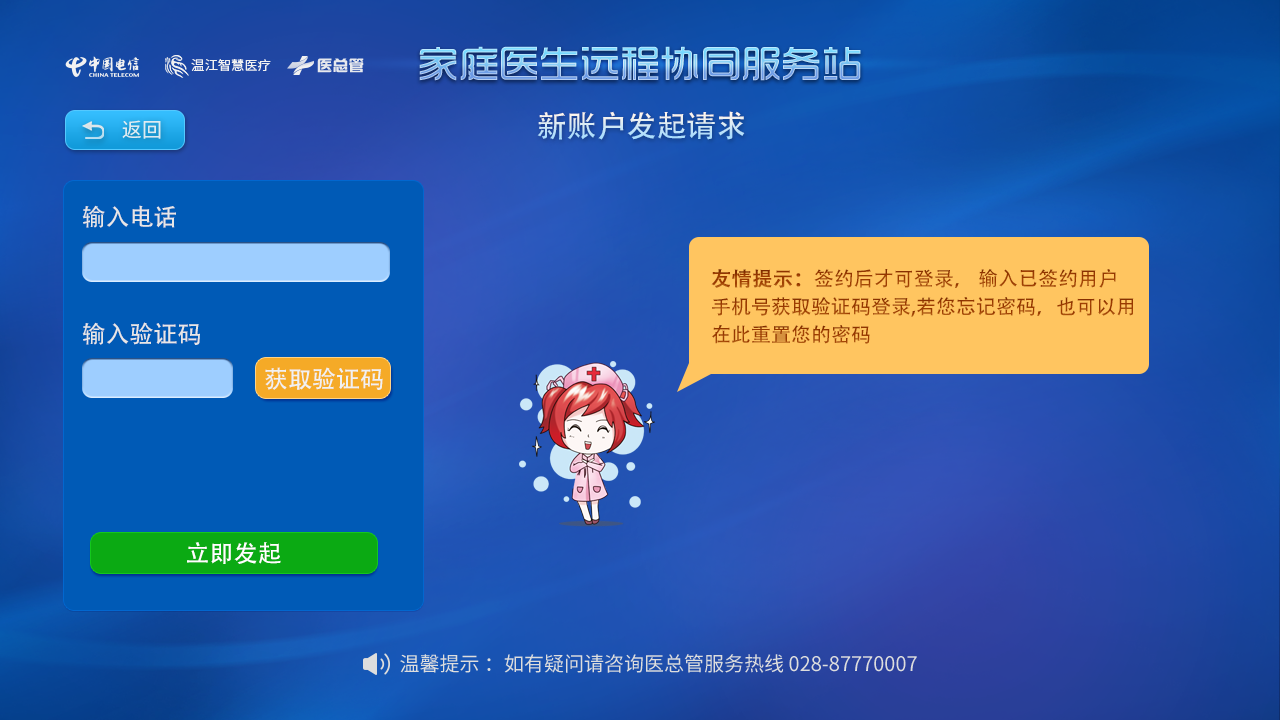 中国电信
CHINA TELECOM
温江智慧医疗
医总管
家庭医生远程协同服务站
返回
新账户发起请求
输入电话
输入验证码
获取验证码
立即发起
友情提示：签约后才可登录， 输入已签约用户
手机号获取验证码登录,若您忘记密码，也可以用
在此重置您的密码
温馨提示 ：如有疑问请咨询医总管服务热线 028-87770007